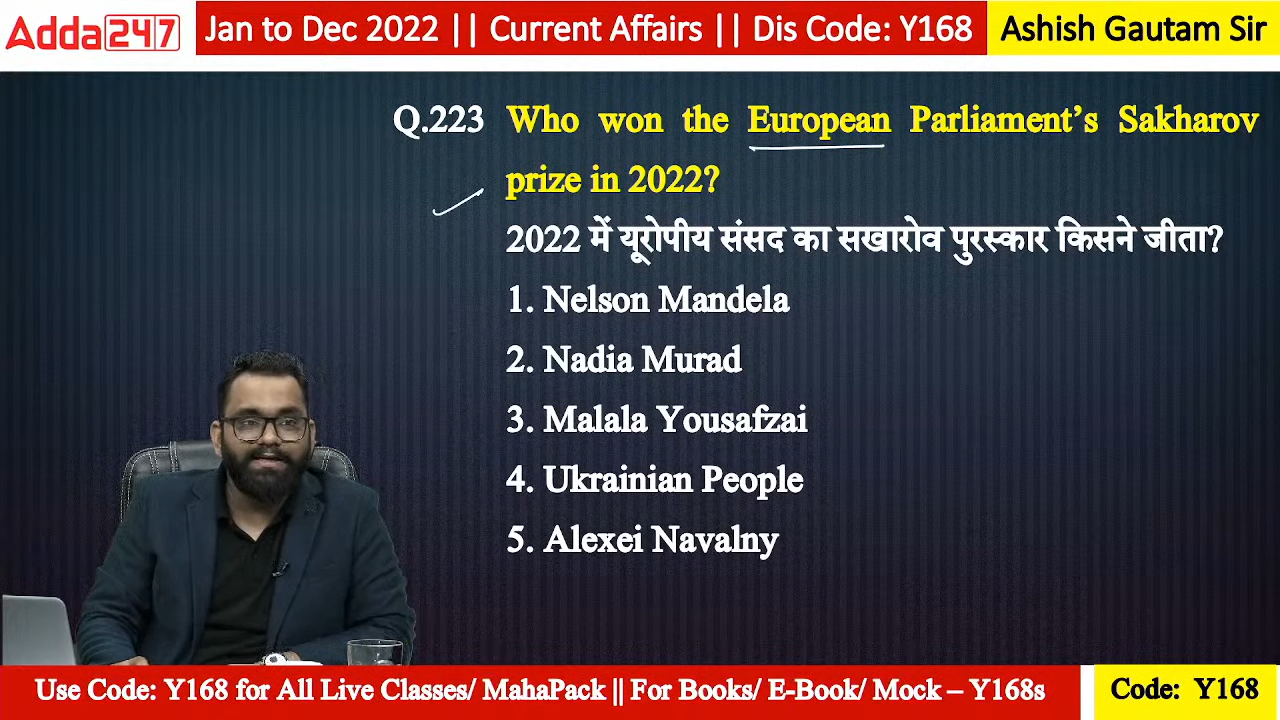 Adda247 Jan to Dec 2022 || Current Affairs || Dis Code: Y168 Ashish Gautam Sir
Q.223 Who won the European Parliament’s Sakharov
prize in 2022?
2022 में यूरोपीय संसद का सखारोव पुरस्कार किसने जीता?
1. Nelson Mandela
2. Nadia Murad
3. Malala Yousafzai
4. Ukrainian People
5. Alexei Navalny
Use Code: Y168 for All Live Classes/ MahaPack || For Books/ E-Book/ Mock – Y168s Code: Y168